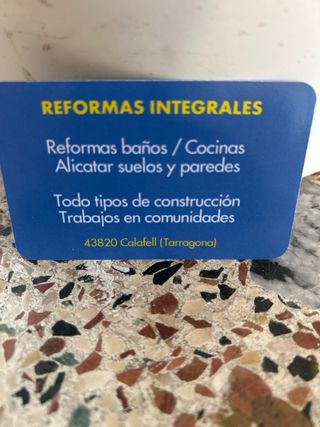 REFORMAS INTEGRALES
Reformas baños / Cocinas
Alicatar suelos y paredes
Todo tipos de construcción
Trabajos en comunidades
43820 Calafell (Tarragona)